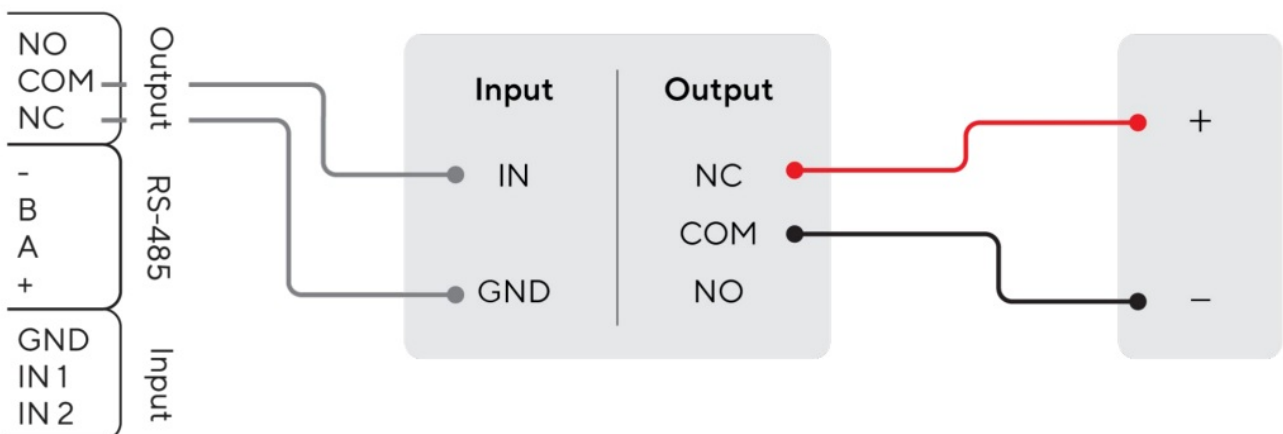 NO
COM
NC
Output
-
B
A
+
RS-485
GND
IN 1
IN 2
Input
Input
IN
GND
Output
NC
COM
NO
+
−